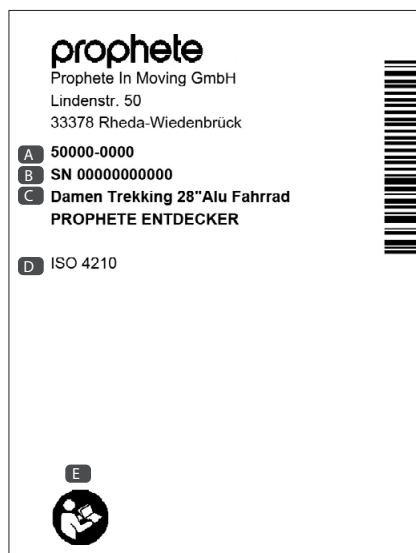 prophete
Prophete In Moving GmbH
Lindenstr. 50
33378 Rheda-Wiedenbrück
A 50000-0000
B SN 00000000000
C Damen Trekking 28"Alu Fahrrad
PROPHETE ENTDECKER
D ISO 4210
E